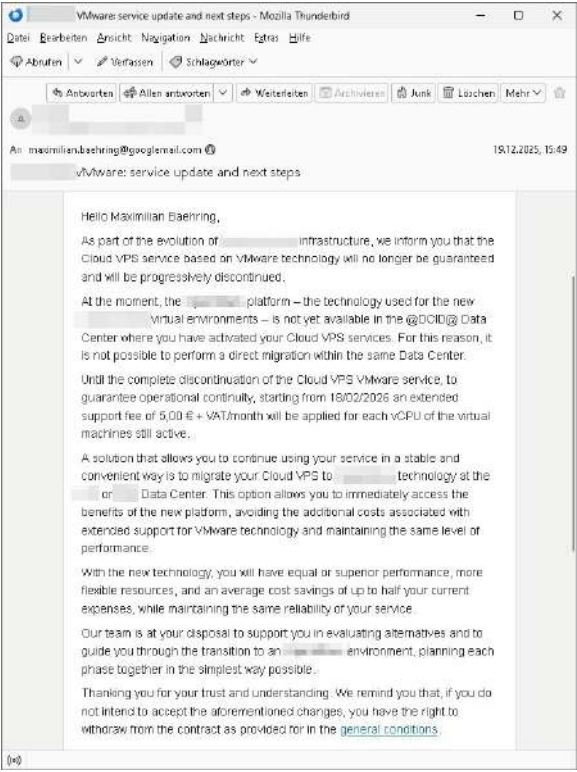 VMware: service update and next steps - Mozilla Thunderbird
Datei Bearbeiten Ansicht Navigation Nachricht Extras Hilfe
Abrufen Verfassen Schlagwörter
Antworten Allen antworten Weiterleiten Archivieren Junk Löschen Mehr
A
An maximilian.baehring@googlemail.com 19.12.2025, 15:49
VMware: service update and next steps
Hello Maximilian Baehring,
As part of the evolution of infrastructure, we inform you that the
Cloud VPS service based on VMware technology will no longer be guaranteed
and will be progressively discontinued.
At the moment, the platform – the technology used for the new
virtual environments – is not yet available in the @DCID@ Data
Center where you have activated your Cloud VPS services. For this reason, it
is not possible to perform a direct migration within the same Data Center.
Until the complete discontinuation of the Cloud VPS VMware service, to
guarantee operational continuity, starting from 18/02/2026 an extended
support fee of 5,00 € + VAT/month will be applied for each vCPU of the virtual
machines still active.
A solution that allows you to continue using your service in a stable and
convenient way is to migrate your Cloud VPS to technology at the
or Data Center. This option allows you to immediately access the
benefits of the new platform, avoiding the additional costs associated with
extended support for VMware technology and maintaining the same level of
performance.
With the new technology, you will have equal or superior performance, more
flexible resources, and an average cost savings of up to half your current
expenses, while maintaining the same reliability of your service.
Our team is at your disposal to support you in evaluating alternatives and to
guide you through the transition to an environment, planning each
phase together in the simplest way possible.
Thanking you for your trust and understanding. We remind you that, if you do
not intend to accept the aforementioned changes, you have the right to
withdraw from the contract as provided for in the general conditions.